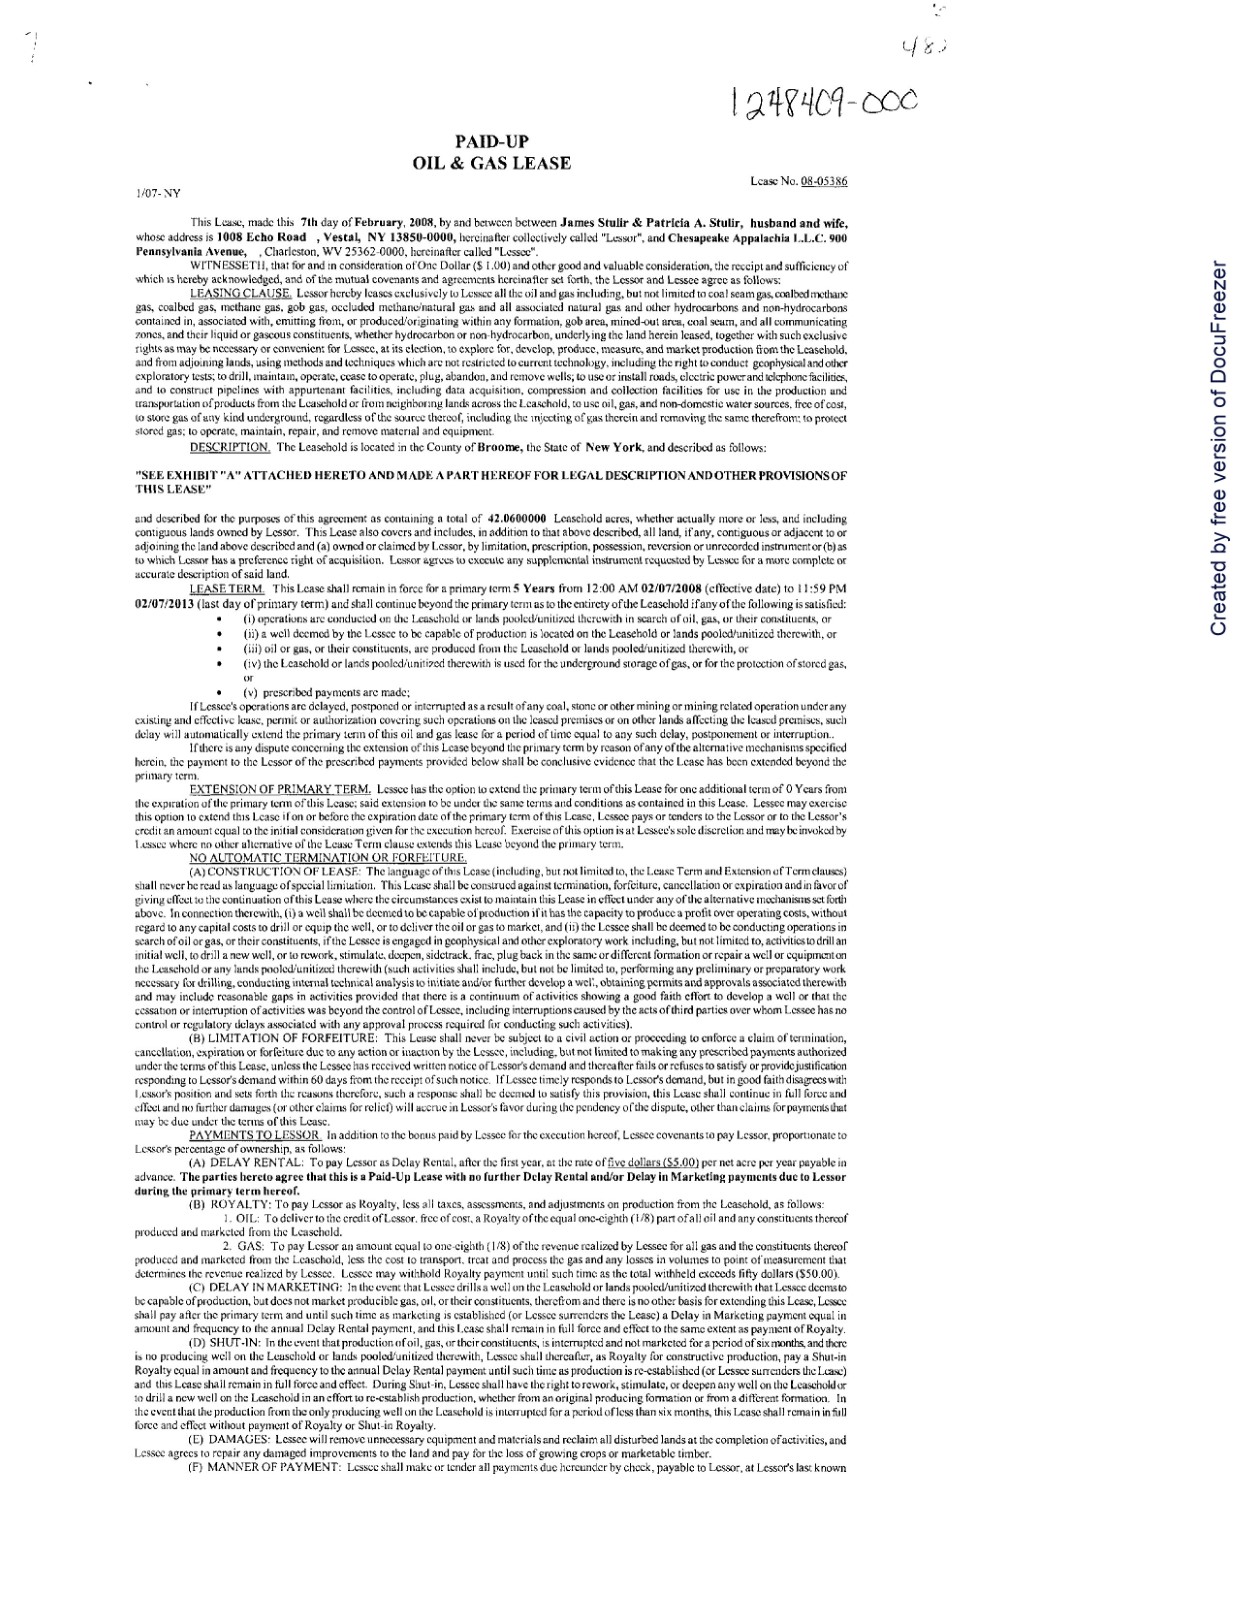 1248409-000
PAID-UP
OIL & GAS LEASE
Lease No. 08-05386
1/07- NY
This Lease, made this 7th day of February, 2008, by and between between James Stulir & Patricia A. Stulir, husband and wife,
whose address is 1008 Echo Road , Vestal, NY 13850-0000, hereinafter collectively called "Lessor", and Chesapeake Appalachia L.L.C. 900
Pennsylvania Avenue, , Charleston, WV 25362-0000, hereinafter called "Lessee".
WITNESSETH, that for and in consideration of One Dollar ($ 1.00) and other good and valuable consideration, the receipt and sufficiency of
which is hereby acknowledged, and of the mutual covenants and agreements hereinafter set forth, the Lessor and Lessee agree as follows:
LEASING CLAUSE. Lessor hereby leases exclusively to Lessee all the oil and gas including, but not limited to coal seam gas, coalbed methane
gas, coalbed gas, methane gas, gob gas, occluded methane/natural gas and all associated natural gas and other hydrocarbons and non-hydrocarbons
contained in, associated with, emitting from, or produced/originating within any formation, gob area, mined-out area, coal seam, and all communicating
zones, and their liquid or gaseous constituents, whether hydrocarbon or non-hydrocarbon, underlying the land herein leased, together with such exclusive
rights as may be necessary or convenient for Lessee, at its election, to explore for, develop, produce, measure, and market production from the Leasehold,
and from adjoining lands, using methods and techniques which are not restricted to current technology, including the right to conduct geophysical and other
exploratory tests; to drill, maintain, operate, cease to operate, plug, abandon, and remove wells; to use or install roads, electric power and telephone facilities,
and to construct pipelines with appurtenant facilities, including data acquisition, compression and collection facilities for use in the production and
transportation of products from the Leasehold or from neighboring lands across the Leasehold, to use oil, gas, and non-domestic water sources, free of cost,
to store gas of any kind underground, regardless of the source thereof, including the injecting of gas therein and removing the same therefrom; to protect
stored gas; to operate, maintain, repair, and remove material and equipment.
DESCRIPTION. The Leasehold is located in the County of Broome, the State of New York, and described as follows:
"SEE EXHIBIT "A" ATTACHED HERETO AND MADE A PART HEREOF FOR LEGAL DESCRIPTION AND OTHER PROVISIONS OF
THIS LEASE"
and described for the purposes of this agreement as containing a total of 42.0600000 Leasehold acres, whether actually more or less, and including
contiguous lands owned by Lessor. This Lease also covers and includes, in addition to that above described, all land, if any, contiguous or adjacent to or
adjoining the land above described and (a) owned or claimed by Lessor, by limitation, prescription, possession, reversion or unrecorded instrument or (b) as
to which Lessor has a preference right of acquisition. Lessor agrees to execute any supplemental instrument requested by Lessee for a more complete or
accurate description of said land.
LEASE TERM. This Lease shall remain in force for a primary term 5 Years from 12:00 AM 02/07/2008 (effective date) to 11:59 PM
02/07/2013 (last day of primary term) and shall continue beyond the primary term as to the entirety of the Leasehold if any of the following is satisfied:
• (i) operations are conducted on the Leasehold or lands pooled/unitized therewith in search of oil, gas, or their constituents, or
• (ii) a well deemed by the Lessee to be capable of production is located on the Leasehold or lands pooled/unitized therewith, or
• (iii) oil or gas, or their constituents, are produced from the Leasehold or lands pooled/unitized therewith, or
• (iv) the Leasehold or lands pooled/unitized therewith is used for the underground storage of gas, or for the protection of stored gas,
or
• (v) prescribed payments are made;
If Lessee's operations are delayed, postponed or interrupted as a result of any coal, stone or other mining or mining related operation under any
existing and effective lease, permit or authorization covering such operations on the leased premises or on other lands affecting the leased premises, such
delay will automatically extend the primary term of this oil and gas lease for a period of time equal to any such delay, postponement or interruption..
If there is any dispute concerning the extension of this Lease beyond the primary term by reason of any of the alternative mechanisms specified
herein, the payment to the Lessor of the prescribed payments provided below shall be conclusive evidence that the Lease has been extended beyond the
primary term.
EXTENSION OF PRIMARY TERM. Lessee has the option to extend the primary term of this Lease for one additional term of 0 Years from
the expiration of the primary term of this Lease; said extension to be under the same terms and conditions as contained in this Lease. Lessee may exercise
this option to extend this Lease if on or before the expiration date of the primary term of this Lease, Lessee pays or tenders to the Lessor or to the Lessor's
credit an amount equal to the initial consideration given for the execution hereof. Exercise of this option is at Lessee's sole discretion and may be invoked by
Lessee where no other alternative of the Lease Term clause extends this Lease beyond the primary term.
NO AUTOMATIC TERMINATION OR FORFEITURE.
(A) CONSTRUCTION OF LEASE: The language of this Lease (including, but not limited to, the Lease Term and Extension of Term clauses)
shall never be read as language of special limitation. This Lease shall be construed against termination, forfeiture, cancellation or expiration and in favor of
giving effect to the continuation of this Lease where the circumstances exist to maintain this Lease in effect under any of the alternative mechanisms set forth
above. In connection therewith, (i) a well shall be deemed to be capable of production if it has the capacity to produce a profit over operating costs, without
regard to any capital costs to drill or equip the well, or to deliver the oil or gas to market, and (ii) the Lessee shall be deemed to be conducting operations in
search of oil or gas, or their constituents, if the Lessee is engaged in geophysical and other exploratory work including, but not limited to, activities to drill an
initial well, to drill a new well, or to rework, stimulate, deepen, sidetrack, frac, plug back in the same or different formation or repair a well or equipment on
the Leasehold or any lands pooled/unitized therewith (such activities shall include, but not be limited to, performing any preliminary or preparatory work
necessary for drilling, conducting internal technical analysis to initiate and/or further develop a well, obtaining permits and approvals associated therewith
and may include reasonable gaps in activities provided that there is a continuum of activities showing a good faith effort to develop a well or that the
cessation or interruption of activities was beyond the control of Lessee, including interruptions caused by the acts of third parties over whom Lessee has no
control or regulatory delays associated with any approval process required for conducting such activities).
(B) LIMITATION OF FORFEITURE: This Lease shall never be subject to a civil action or proceeding to enforce a claim of termination,
cancellation, expiration or forfeiture due to any action or inaction by the Lessee, including, but not limited to making any prescribed payments authorized
under the terms of this Lease, unless the Lessee has received written notice of Lessor's demand and thereafter fails or refuses to satisfy or provide justification
responding to Lessor's demand within 60 days from the receipt of such notice. If Lessee timely responds to Lessor's demand, but in good faith disagrees with
Lessor's position and sets forth the reasons therefore, such a response shall be deemed to satisfy this provision, this Lease shall continue in full force and
effect and no further damages (or other claims for relief) will accrue in Lessor's favor during the pendency of the dispute, other than claims for payments that
may be due under the terms of this Lease.
PAYMENTS TO LESSOR. In addition to the bonus paid by Lessee for the execution hereof, Lessee covenants to pay Lessor, proportionate to
Lessor's percentage of ownership, as follows:
(A) DELAY RENTAL: To pay Lessor as Delay Rental, after the first year, at the rate of five dollars ($5.00) per net acre per year payable in
advance. The parties hereto agree that this is a Paid-Up Lease with no further Delay Rental and/or Delay in Marketing payments due to Lessor
during the primary term hereof.
(B) ROYALTY: To pay Lessor as Royalty, less all taxes, assessments, and adjustments on production from the Leasehold, as follows:
1. OIL: To deliver to the credit of Lessor, free of cost, a Royalty of the equal one-eighth (1/8) part of all oil and any constituents thereof
produced and marketed from the Leasehold.
2. GAS: To pay Lessor an amount equal to one-eighth (1/8) of the revenue realized by Lessee for all gas and the constituents thereof
produced and marketed from the Leasehold, less the cost to transport, treat and process the gas and any losses in volumes to point of measurement that
determines the revenue realized by Lessee. Lessee may withhold Royalty payment until such time as the total withheld exceeds fifty dollars ($50.00).
(C) DELAY IN MARKETING: In the event that Lessee drills a well on the Leasehold or lands pooled/unitized therewith that Lessee deems to
be capable of production, but does not market producible gas, oil, or their constituents, therefrom and there is no other basis for extending this Lease, Lessee
shall pay after the primary term and until such time as marketing is established (or Lessee surrenders the Lease) a Delay in Marketing payment equal in
amount and frequency to the annual Delay Rental payment, and this Lease shall remain in full force and effect to the same extent as payment of Royalty.
(D) SHUT-IN: In the event that production of oil, gas, or their constituents, is interrupted and not marketed for a period of six months, and there
is no producing well on the Leasehold or lands pooled/unitized therewith, Lessee shall thereafter, as Royalty for constructive production, pay a Shut-in
Royalty equal in amount and frequency to the annual Delay Rental payment until such time as production is re-established (or Lessee surrenders the Lease)
and this Lease shall remain in full force and effect. During Shut-in, Lessee shall have the right to rework, stimulate, or deepen any well on the Leasehold or
to drill a new well on the Leasehold in an effort to re-establish production, whether from an original producing formation or from a different formation. In
the event that the production from the only producing well on the Leasehold is interrupted for a period of less than six months, this Lease shall remain in full
force and effect without payment of Royalty or Shut-in Royalty.
(E) DAMAGES: Lessee will remove unnecessary equipment and materials and reclaim all disturbed lands at the completion of activities, and
Lessee agrees to repair any damaged improvements to the land and pay for the loss of growing crops or marketable timber.
(F) MANNER OF PAYMENT: Lessee shall make or tender all payments due hereunder by check, payable to Lessor, at Lessor's last known
Created by free version of DocuFreezer